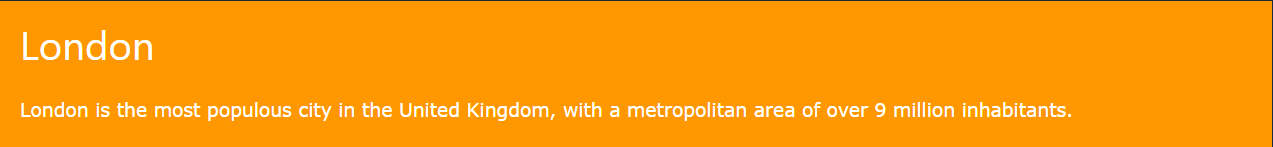 London
London is the most populous city in the United Kingdom, with a metropolitan area of over 9 million inhabitants.